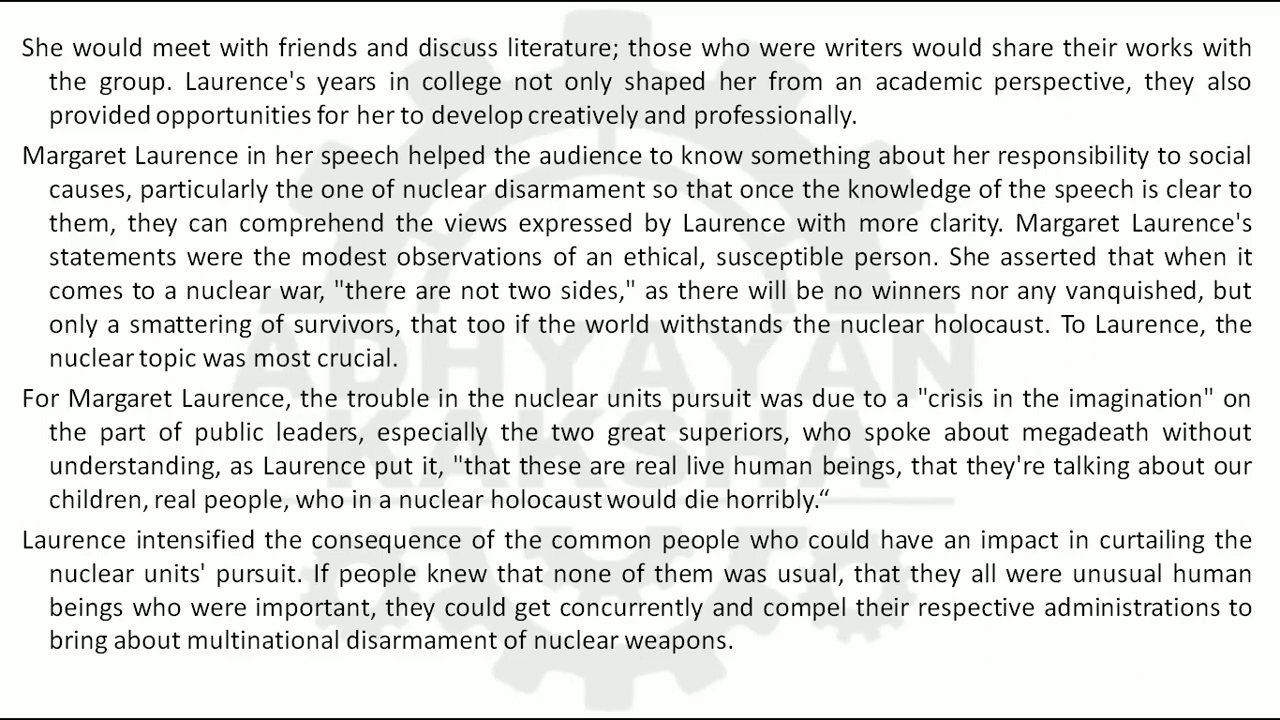 She would meet with friends and discuss literature; those who were writers would share their works with
the group. Laurence's years in college not only shaped her from an academic perspective, they also
provided opportunities for her to develop creatively and professionally.
Margaret Laurence in her speech helped the audience to know something about her responsibility to social
causes, particularly the one of nuclear disarmament so that once the knowledge of the speech is clear to
them, they can comprehend the views expressed by Laurence with more clarity. Margaret Laurence's
statements were the modest observations of an ethical, susceptible person. She asserted that when it
comes to a nuclear war, "there are not two sides," as there will be no winners nor any vanquished, but
only a smattering of survivors, that too if the world withstands the nuclear holocaust. To Laurence, the
nuclear topic was most crucial.
For Margaret Laurence, the trouble in the nuclear units pursuit was due to a "crisis in the imagination" on
the part of public leaders, especially the two great superiors, who spoke about megadeath without
understanding, as Laurence put it, "that these are real live human beings, that they're talking about our
children, real people, who in a nuclear holocaust would die horribly.“
Laurence intensified the consequence of the common people who could have an impact in curtailing the
nuclear units' pursuit. If people knew that none of them was usual, that they all were unusual human
beings who were important, they could get concurrently and compel their respective administrations to
bring about multinational disarmament of nuclear weapons.
ADHYAYAN
KAKSHA